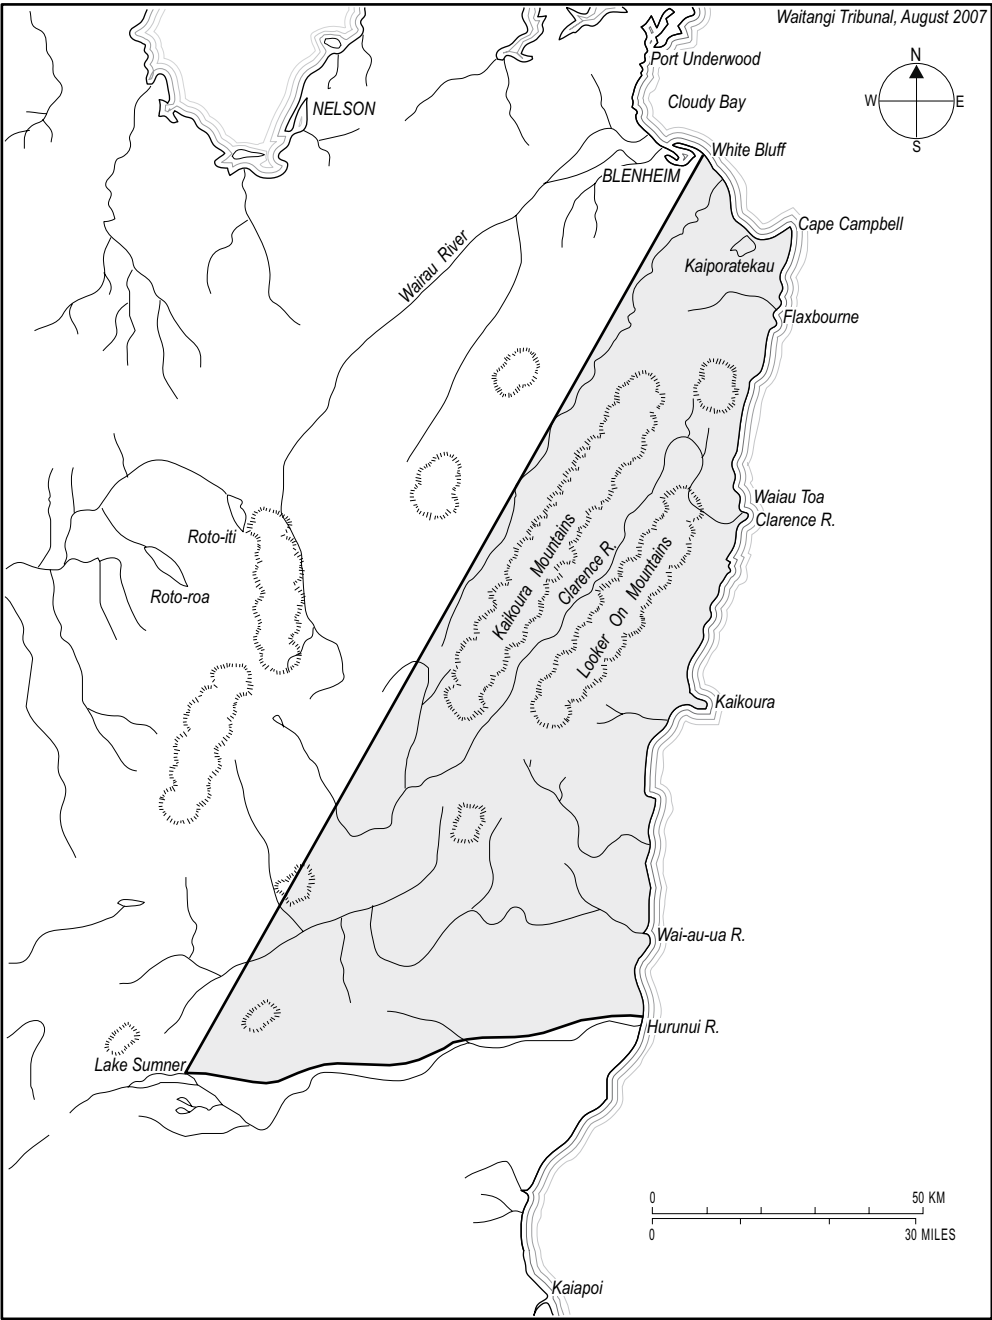 Waitangi Tribunal, August 2007
N
W
E
S
Port Underwood
Cloudy Bay
NELSON
White Bluff
BLENHEIM
Cape Campbell
Wairau River
Kaiporatekau
Flaxbourne
Waiau Toa
Clarence R.
Roto-iti
Kaikoura Mountains
Clarence R.
Looker On Mountains
Roto-roa
Kaikoura
Wai-au-ua R.
Hurunui R.
Lake Sumner
0
50 KM
0
30 MILES
Kaiapoi